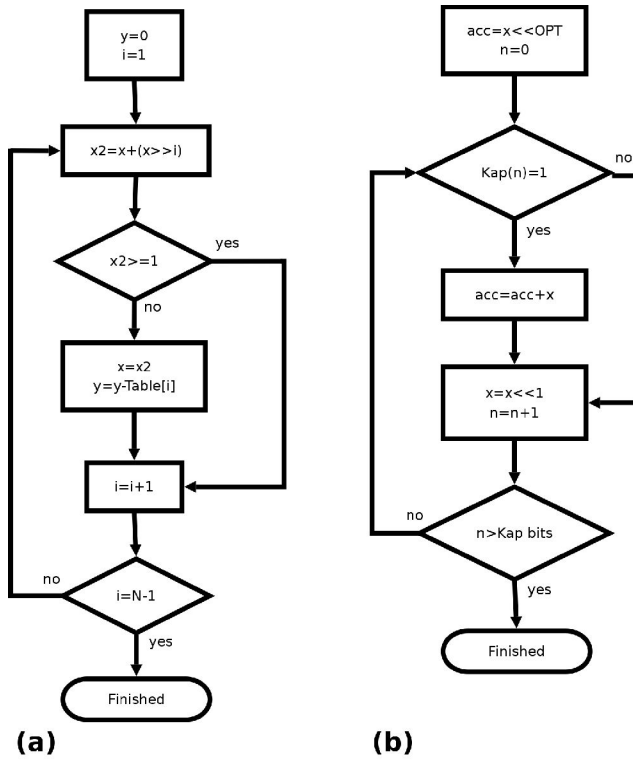 y=0
i=1
x2=x+(x>>i)
x2>=1
yes
no
x=x2
y=y-Table[i]
i=i+1
no
i=N-1
yes
Finished
(a)
acc=x<<OPT
n=0
Kap(n)=1
no
yes
acc=acc+x
x=x<<1
n=n+1
no
n>Kap bits
yes
Finished
(b)